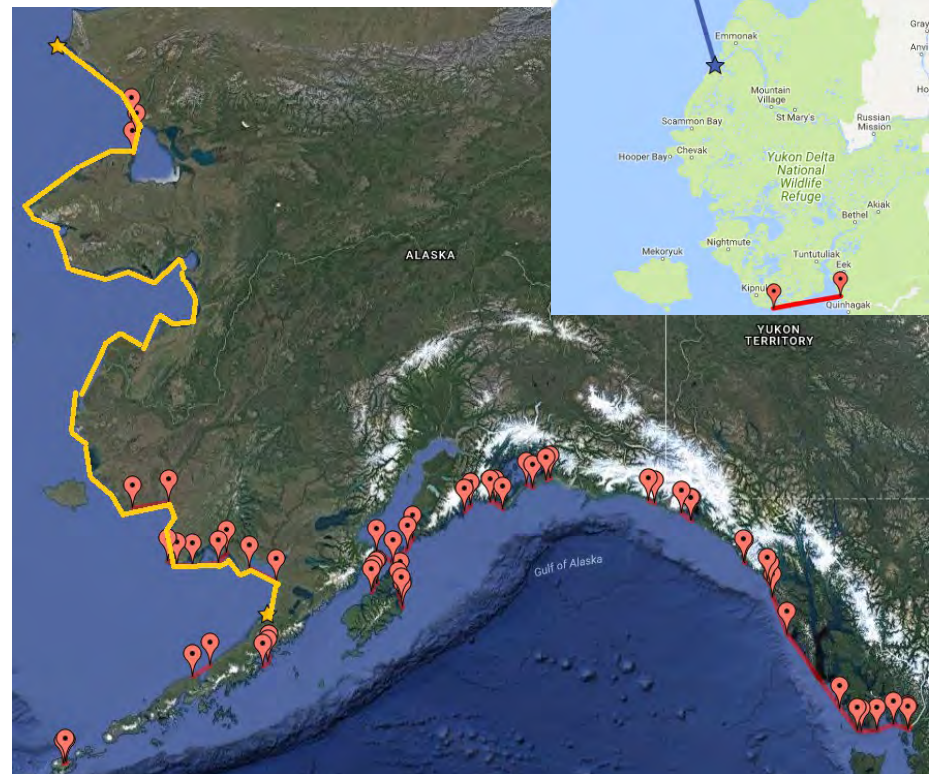 Emmonak
Gray
Anvi
Mountain
Village
St Mary's
Ho
Scammon Bay
Russian
Mission
Hooper Bay
Chevak
Yukon Delta
National
Wildlife
Refuge
Akiak
Bethel
Nightmute
Mekoryuk
Tuntutuliak
Eek
Kipnuk
Quinhagak
ALASKA
YUKON
TERRITORY
Gulf of Alaska